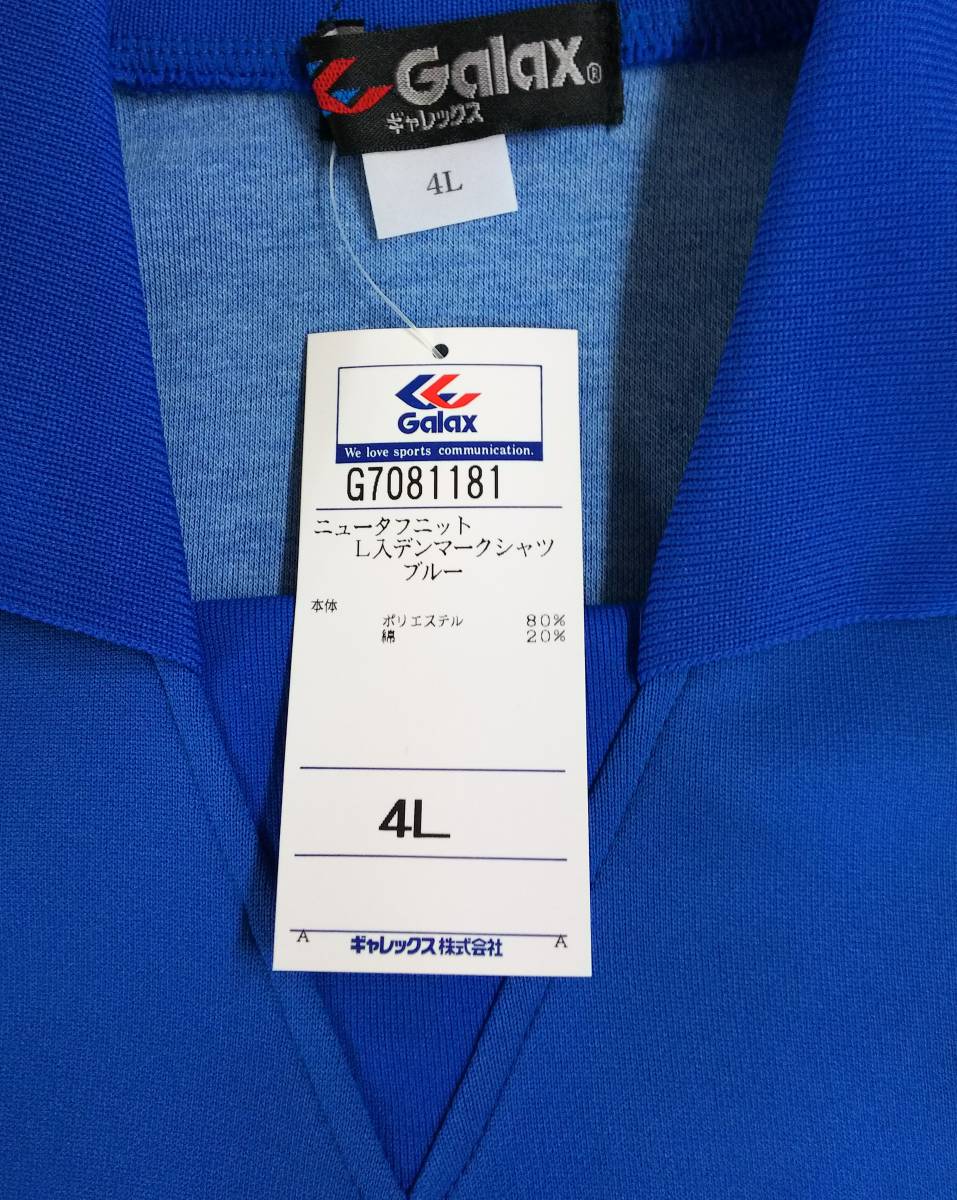 Galax®
ギャレックス
4L
Galax
We love sports communication.
G7081181
ニュータフニット
L入デンマークシャツ
ブルー
本体
ポリエステル 80%
綿 20%
4L
A ギャレックス株式会社 A